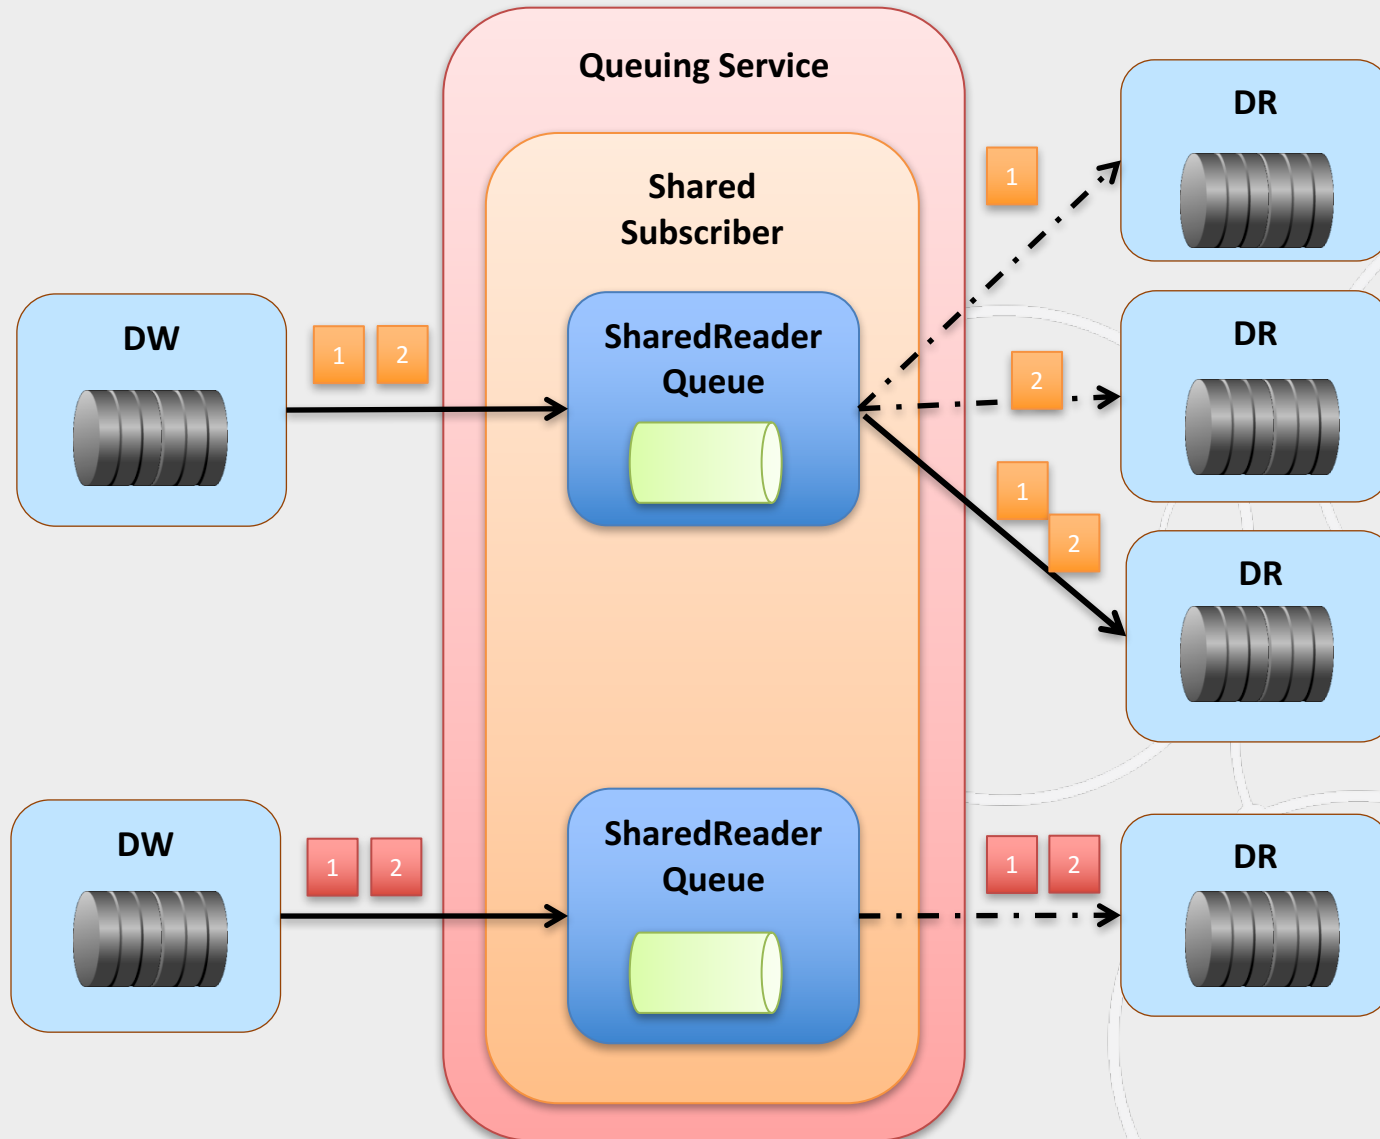 Queuing Service
Shared
Subscriber
DW
1 2
SharedReader
Queue
1
DR
2
DR
1
2
DR
DW
1 2
SharedReader
Queue
1 2
DR